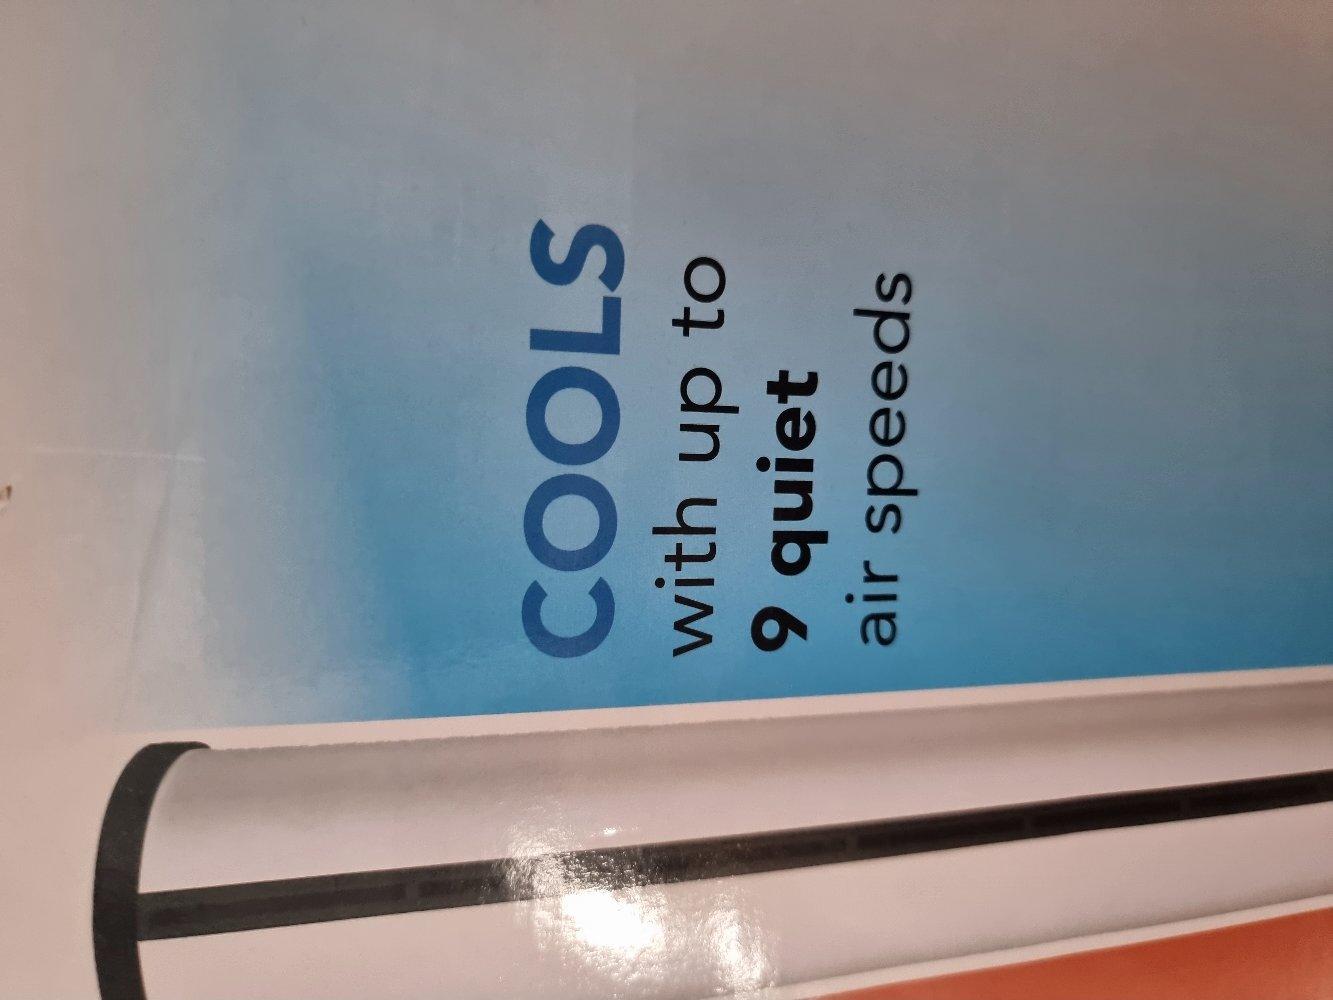 COOLS
with up to
9 quiet
air speeds